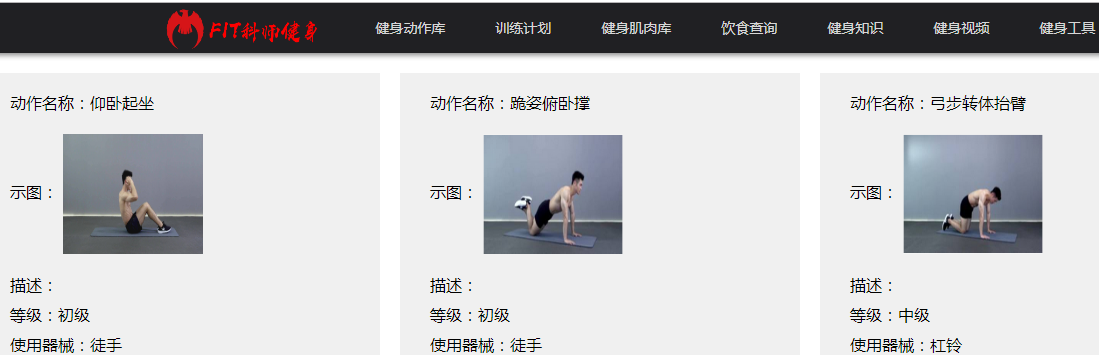 FIT科师健身 健身动作库 训练计划 健身肌肉库 饮食查询 健身知识 健身视频 健身工具
动作名称：仰卧起坐
示图：
描述：
等级：初级
使用器械：徒手
动作名称：跪姿俯卧撑
示图：
描述：
等级：初级
使用器械：徒手
动作名称：弓步转体抬臂
示图：
描述：
等级：中级
使用器械：杠铃